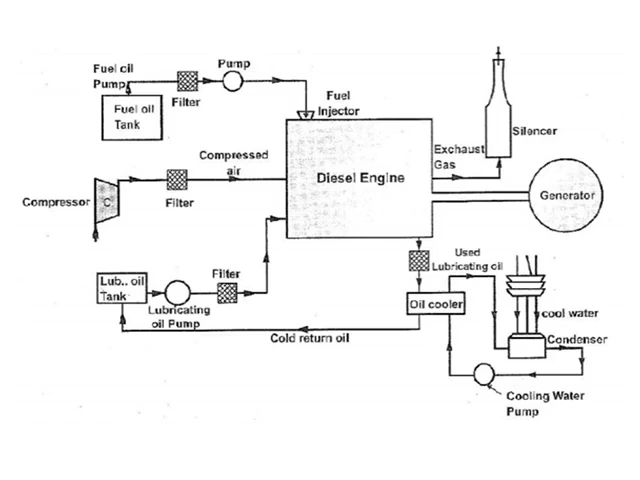 Fuel oil
Pump
Pump
Fuel oil
Tank
Filter
Fuel
Injector
Silencer
Exchaust
Gas
Compressed
air
Diesel Engine
Generator
Compressor
C
Filter
Used
Lubricating oil
Filter
Lub.. oil
Tank
Lubricating
oil Pump
Oil cooler
cool water
Cold return oil
Condenser
Cooling Water
Pump